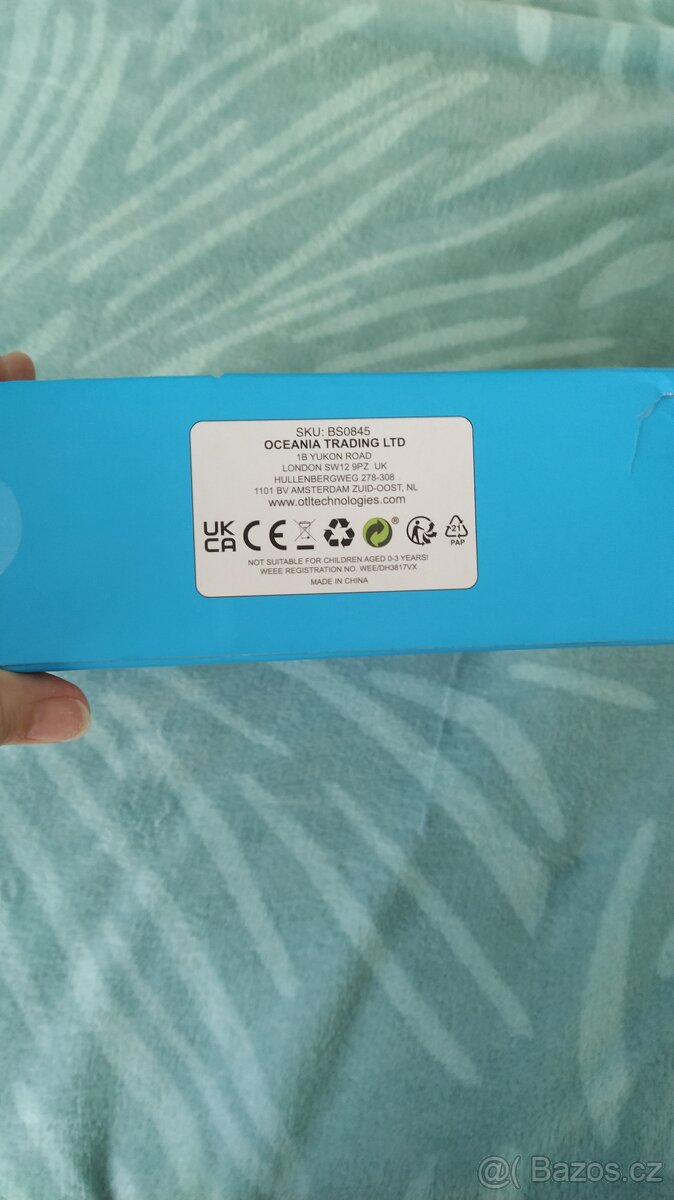 SKU: BS0845
OCEANIA TRADING LTD
1B YUKON ROAD
LONDON SW12 9PZ UK
HULLENBERGWEG 278-308
1101 BV AMSTERDAM ZUID-OOST, NL
www.otltechnologies.com
UK
CA
CE
®
21
PAP
NOT SUITABLE FOR CHILDREN AGED 0-3 YEARS!
WEEE REGISTRATION NO. WEE/DH3817VX
MADE IN CHINA
@( Bazos.cz